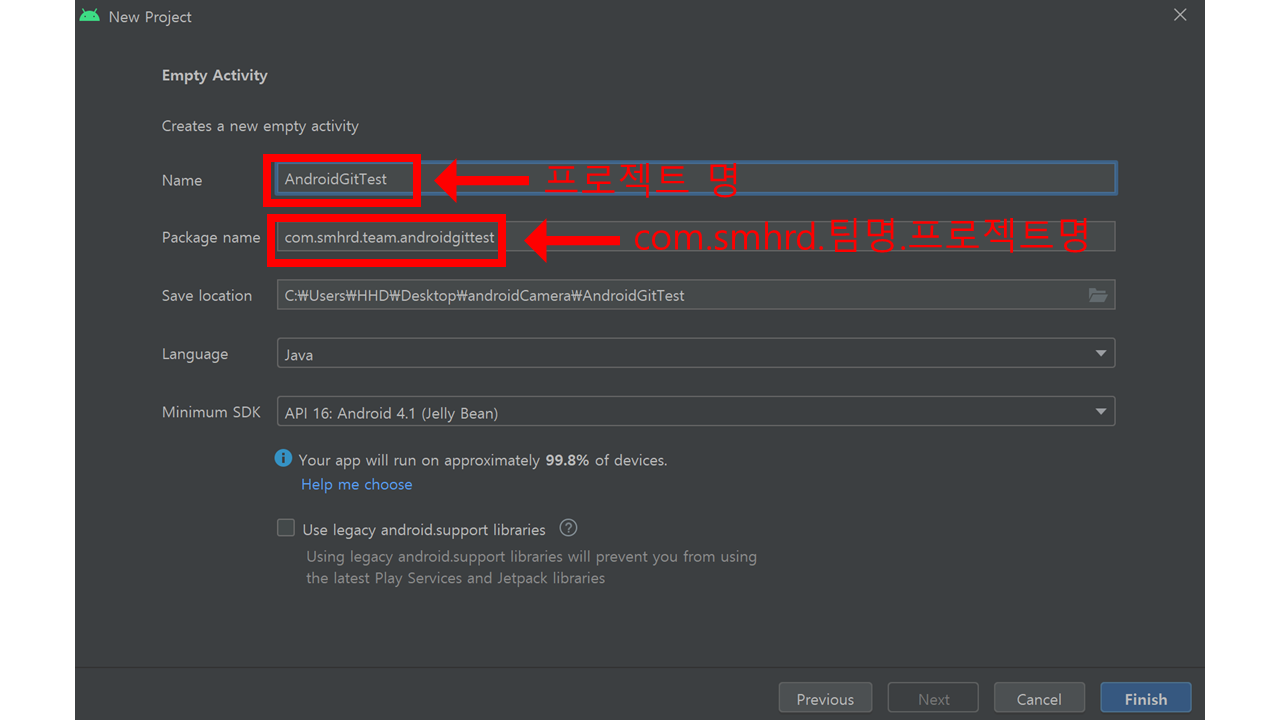 New Project
Empty Activity
Creates a new empty activity
Name AndroidGitTest 프로젝트 명
Package name com.smhrd.team.androidgittest com.smhrd.팀명.프로젝트명
Save location C:₩Users₩HHD₩Desktop₩androidCamera₩AndroidGitTest
Language Java
Minimum SDK API 16: Android 4.1 (Jelly Bean)
Your app will run on approximately 99.8% of devices.
Help me choose
Use legacy android.support libraries ?
Using legacy android.support libraries will prevent you from using
the latest Play Services and Jetpack libraries
Previous Next Cancel Finish